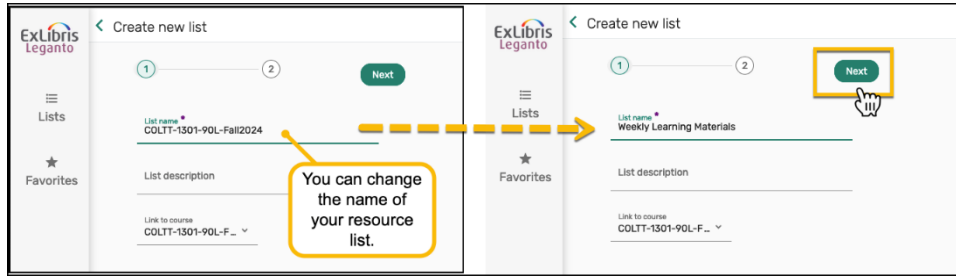 ExLibris
Leganto
Create new list
1
2
Next
Lists
Favorites
List name
COLTT-1301-90L-Fall2024
List description
Link to course
COLTT-1301-90L-F...
You can change
the name of
your resource
list.
ExLibris
Leganto
Create new list
1
2
Next
Lists
Favorites
List name
Weekly Learning Materials
List description
Link to course
COLTT-1301-90L-F...